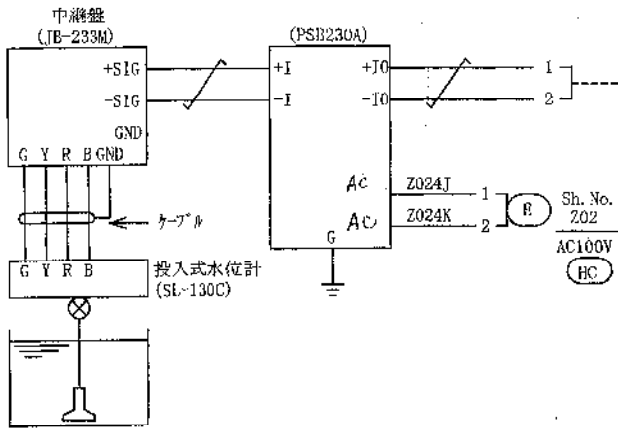 中継盤
(JB-233M)
+SIG
-SIG
GND
G Y R B GND
ケーブル
G Y R B
投入式水位計
(SL-130C)
(PSB230A)
+I +IO
-I -IO
AC
AC
G
1
2
Z024J 1
Z024K 2
E
Sh. No.
Z02
AC100V
HC